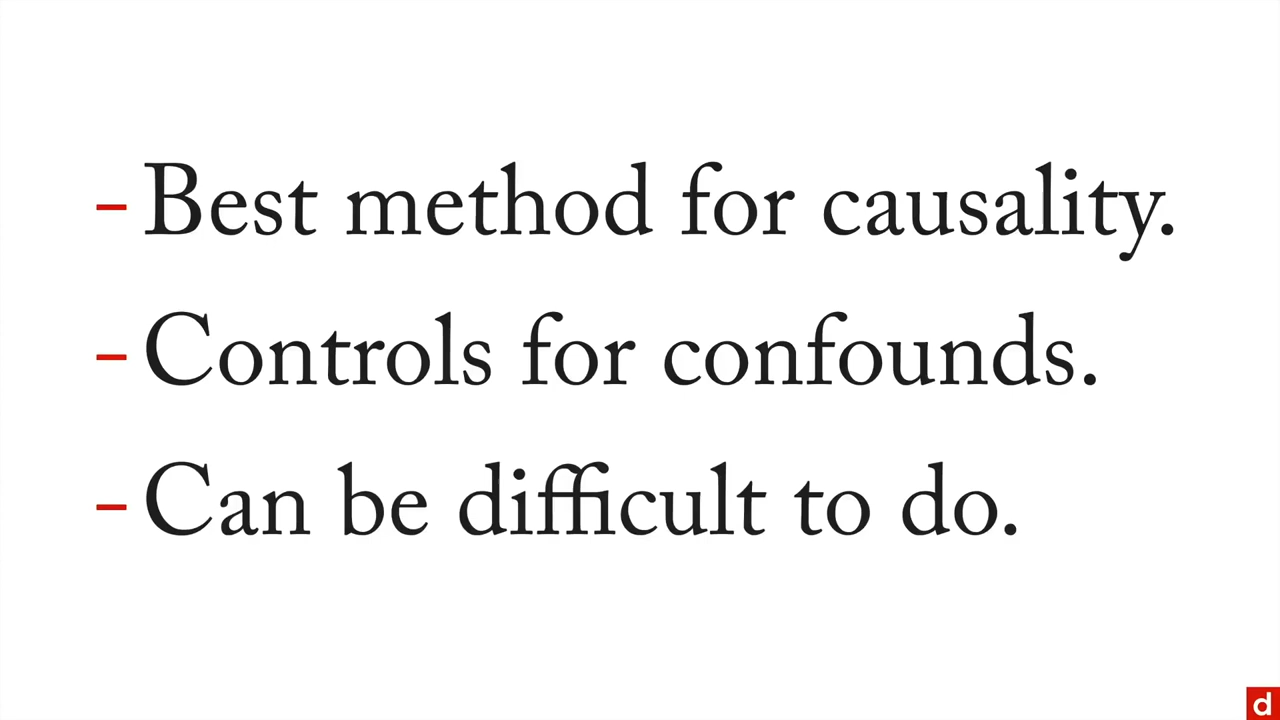 - Best method for causality.
- Controls for confounds.
- Can be difficult to do.
d